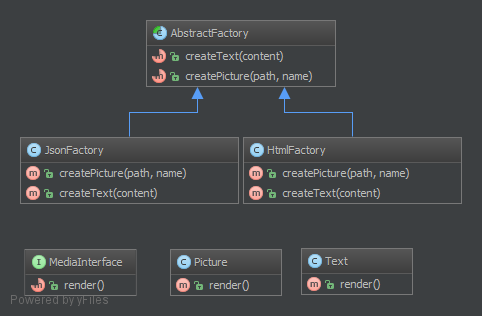 AbstractFactory
createText(content)
createPicture(path, name)
JsonFactory
createPicture(path, name)
createText(content)
HtmlFactory
createPicture(path, name)
createText(content)
MediaInterface
render()
Picture
render()
Text
render()
Powered by yFiles